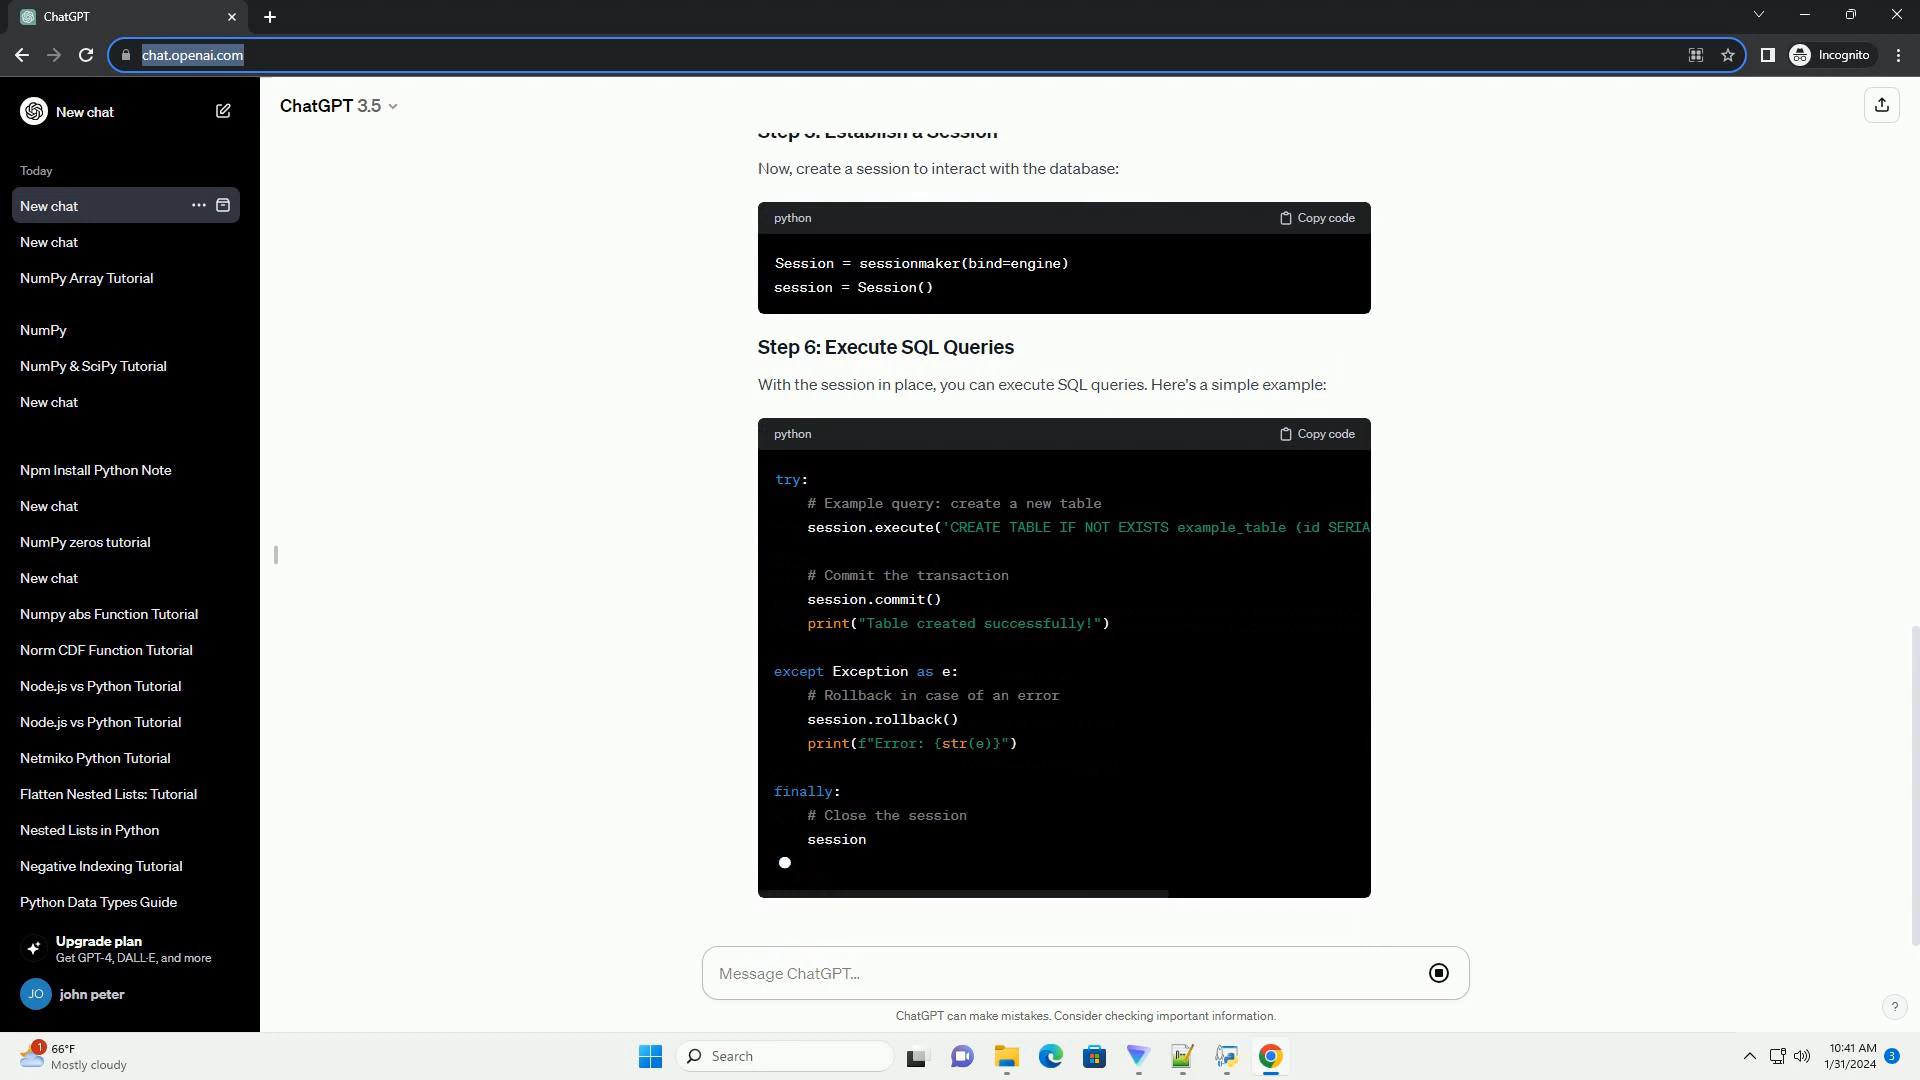 ChatGPT
chat.openai.com
Incognito
New chat
Today
New chat
New chat
NumPy Array Tutorial
NumPy
NumPy & SciPy Tutorial
New chat
Npm Install Python Note
New chat
NumPy zeros tutorial
New chat
Numpy abs Function Tutorial
Norm CDF Function Tutorial
Node.js vs Python Tutorial
Node.js vs Python Tutorial
Netmiko Python Tutorial
Flatten Nested Lists: Tutorial
Nested Lists in Python
Negative Indexing Tutorial
Python Data Types Guide
Upgrade plan
Get GPT-4, DALL·E, and more
JO john peter
ChatGPT 3.5
Step 5: Establish a Session
Now, create a session to interact with the database:
python Copy code
Session = sessionmaker(bind=engine)
session = Session()
Step 6: Execute SQL Queries
With the session in place, you can execute SQL queries. Here's a simple example:
python Copy code
try:
# Example query: create a new table
session.execute('CREATE TABLE IF NOT EXISTS example_table (id SERIA
# Commit the transaction
session.commit()
print("Table created successfully!")
except Exception as e:
# Rollback in case of an error
session.rollback()
print(f"Error: {str(e)}")
finally:
# Close the session
session
Message ChatGPT...
ChatGPT can make mistakes. Consider checking important information.
?
1
66°F
Mostly cloudy
Search
10:41 AM
1/31/2024
3